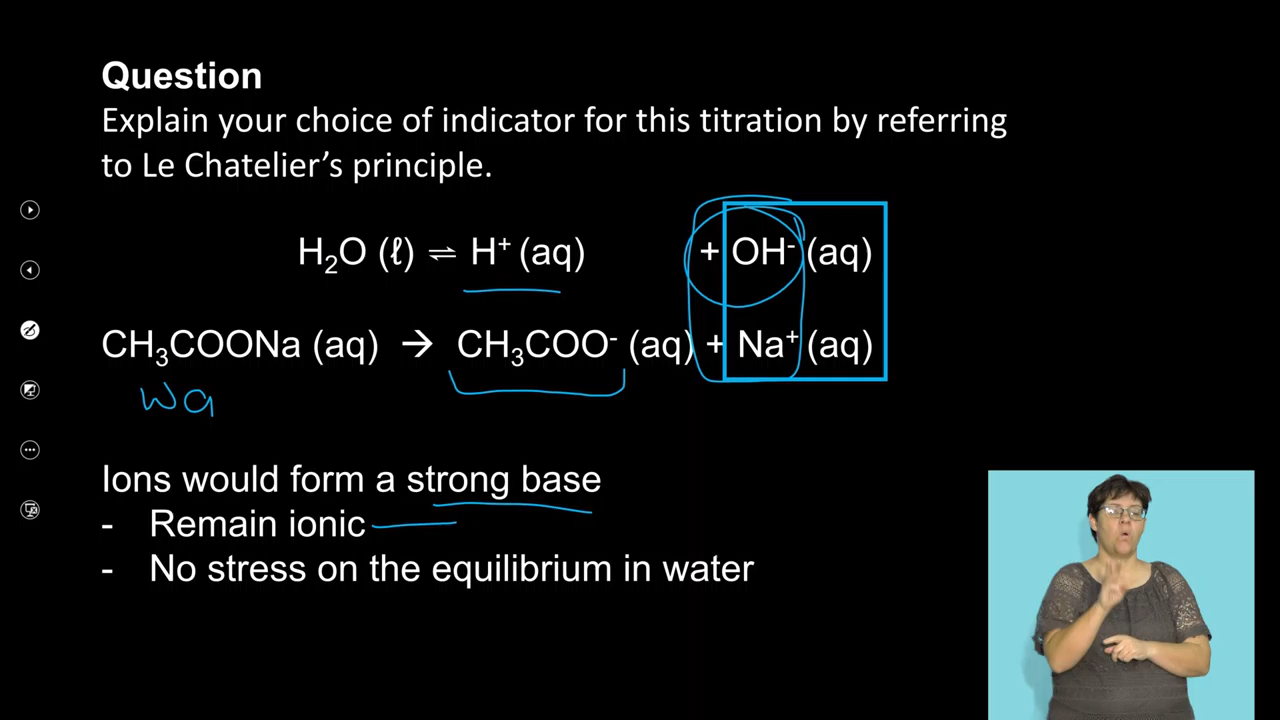 Question
Explain your choice of indicator for this titration by referring
to Le Chatelier’s principle.
H₂O (ℓ) ⇌ H⁺ (aq) + OH⁻ (aq)
CH₃COONa (aq) → CH₃COO⁻ (aq) + Na⁺ (aq)
wa
Ions would form a strong base
- Remain ionic
- No stress on the equilibrium in water